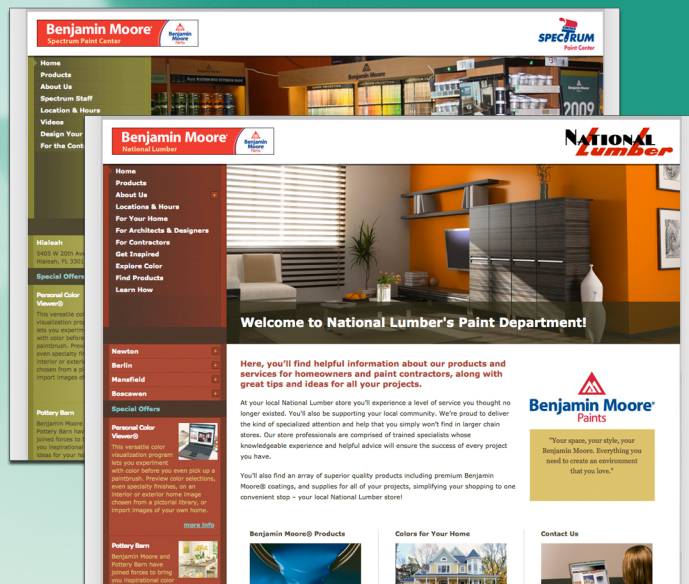 Benjamin Moore®
Spectrum Paint Center
Benjamin
Moore
Paints
SPECTRUM
Paint Center
Home
Products
About Us
Spectrum Staff
Location & Hours
Videos
Design Your
For the Cont
2009
Hialeah
5405 W 20th Ave
Hialeah, FL 3301
Special Offers
Personal Color
Viewer®
This versatile co
visualization prog
lets you experim
with color before
paintbrush. Prev
even specialty fi
interior or exteri
chosen from a pi
import images of
Pottery Barn
Benjamin Moore
Pottery Barn hav
joined forces to b
you inspirational
ideas for your ho
Benjamin Moore®
National Lumber
Benjamin
Moore
Paints
NATIONAL
Lumber
Home
Products
About Us
Locations & Hours
For Your Home
For Architects & Designers
For Contractors
Get Inspired
Explore Color
Find Products
Learn How
Newton
Berlin
Mansfield
Boscawen
Special Offers
Personal Color
Viewer®
This versatile color
visualization program
lets you experiment
with color before you even pick up a
paintbrush. Preview color selections,
even specialty finishes, on an
interior or exterior home image
chosen from a pictorial library, or
import images of your own home.
more info
Pottery Barn
Benjamin Moore and
Pottery Barn have
joined forces to bring
you inspirational color
Welcome to National Lumber's Paint Department!
Here, you'll find helpful information about our products and
services for homeowners and paint contractors, along with
great tips and ideas for all your projects.
At your local National Lumber store you'll experience a level of service you thought no
longer existed. You'll also be supporting your local community. We're proud to deliver
the kind of specialized attention and help that you simply won't find in larger chain
stores. Our store professionals are comprised of trained specialists whose
knowledgeable experience and helpful advice will ensure the success of every project
you have.
You'll also find an array of superior quality products including premium Benjamin
Moore® coatings, and supplies for all of your projects, simplifying your shopping to one
convenient stop – your local National Lumber store!
Benjamin Moore®
Paints
"Your space, your style, your
Benjamin Moore. Everything you
need to create an environment
that you love."
Benjamin Moore® Products
Colors for Your Home
Contact Us